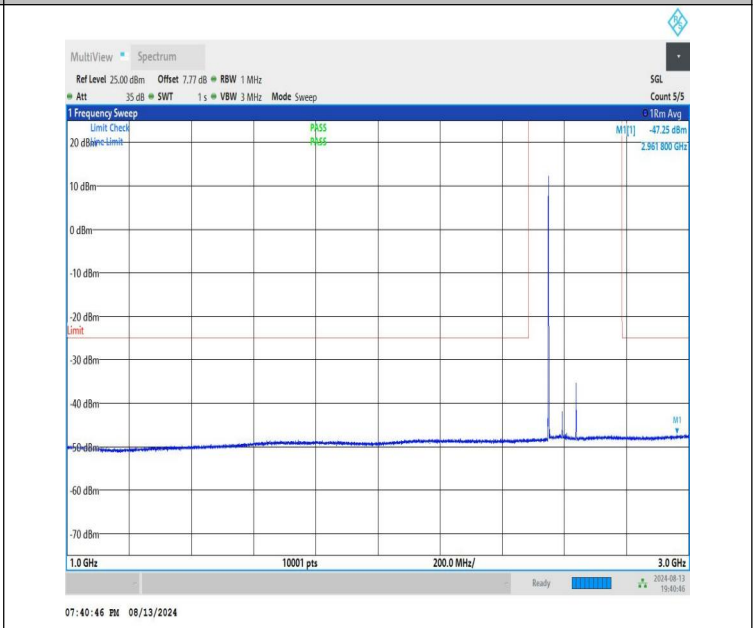 MultiView Spectrum
Ref Level 25.00 dBm Offset 7.77 dB RBW 1 MHz SGL
Att 35 dB SWT 1 s VBW 3 MHz Mode Sweep Count 5/5
1 Frequency Sweep 1Rm Avg
Limit Check PASS M1[1] -47.25 dBm
20 dBm Line Limit PASS 2.961 800 GHz
10 dBm
0 dBm
-10 dBm
-20 dBm
Limit
-30 dBm
-40 dBm
M1
-50 dBm
-60 dBm
-70 dBm
1.0 GHz 10001 pts 200.0 MHz/ 3.0 GHz
Ready 2024-08-13
19:40:46
07:40:46 PM 08/13/2024